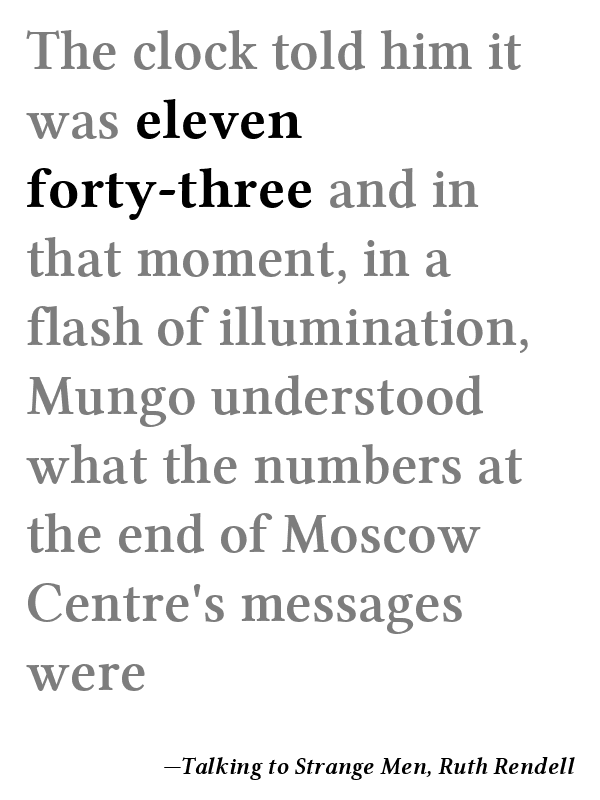 The clock told him it
was eleven
forty-three and in
that moment, in a
flash of illumination,
Mungo understood
what the numbers at
the end of Moscow
Centre's messages
were
—Talking to Strange Men, Ruth Rendell